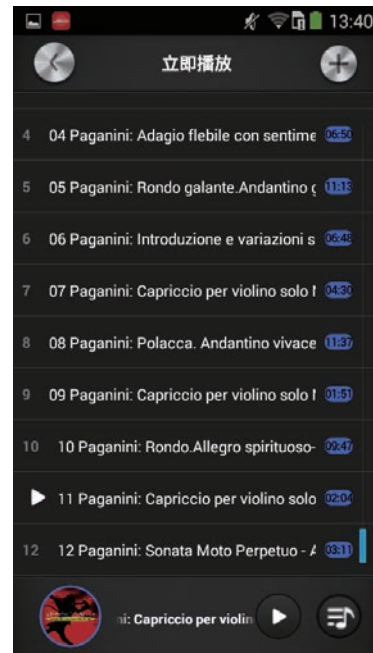 13:40
立即播放
4 04 Paganini: Adagio flebile con sentime 06:50
5 05 Paganini: Rondo galante.Andantino g 11:13
6 06 Paganini: Introduzione e variazioni s 06:48
7 07 Paganini: Capriccio per violino solo 04:30
8 08 Paganini: Polacca. Andantino vivace 11:37
9 09 Paganini: Capriccio per violino solo 01:51
10 10 Paganini: Rondo.Allegro spirituoso- 09:47
11 Paganini: Capriccio per violino solo 02:04
12 12 Paganini: Sonata Moto Perpetuo - 03:11
ni: Capriccio per violin